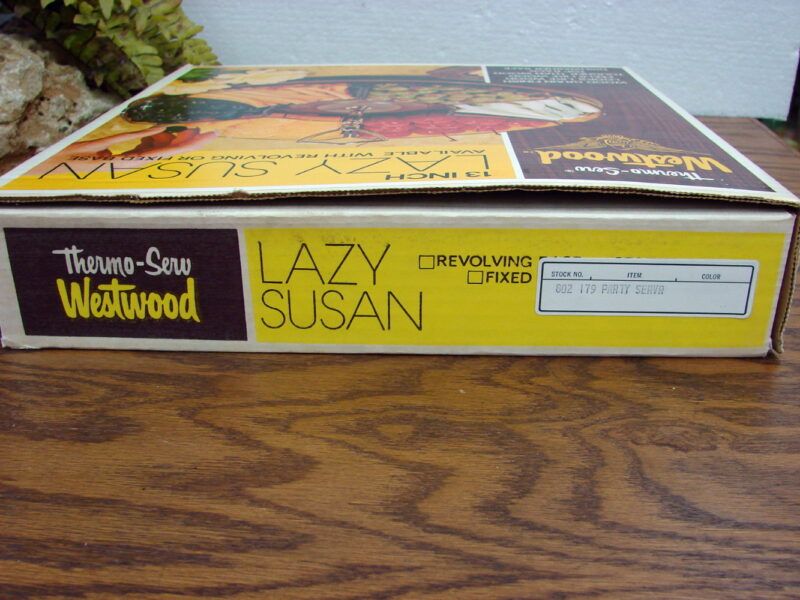 Thermo-Serv
Westwood
13 INCH
LAZY SUSAN
AVAILABLE WITH REVOLVING OR FIXED BASE
Thermo-Serv
Westwood
LAZY
SUSAN
REVOLVING
FIXED
STOCK NO. ITEM COLOR
002 179 PARTY SERVR